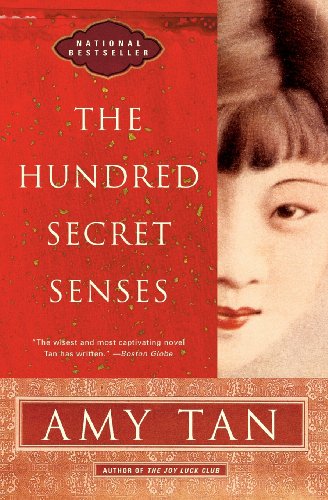 NATIONAL
BESTSELLER
THE
HUNDRED
SECRET
SENSES
"The wisest and most captivating novel
Tan has written." —Boston Globe
AMY TAN
AUTHOR OF THE JOY LUCK CLUB